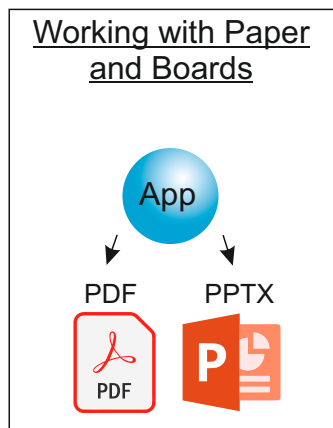 Working with Paper
and Boards
App
PDF PPTX
PDF P